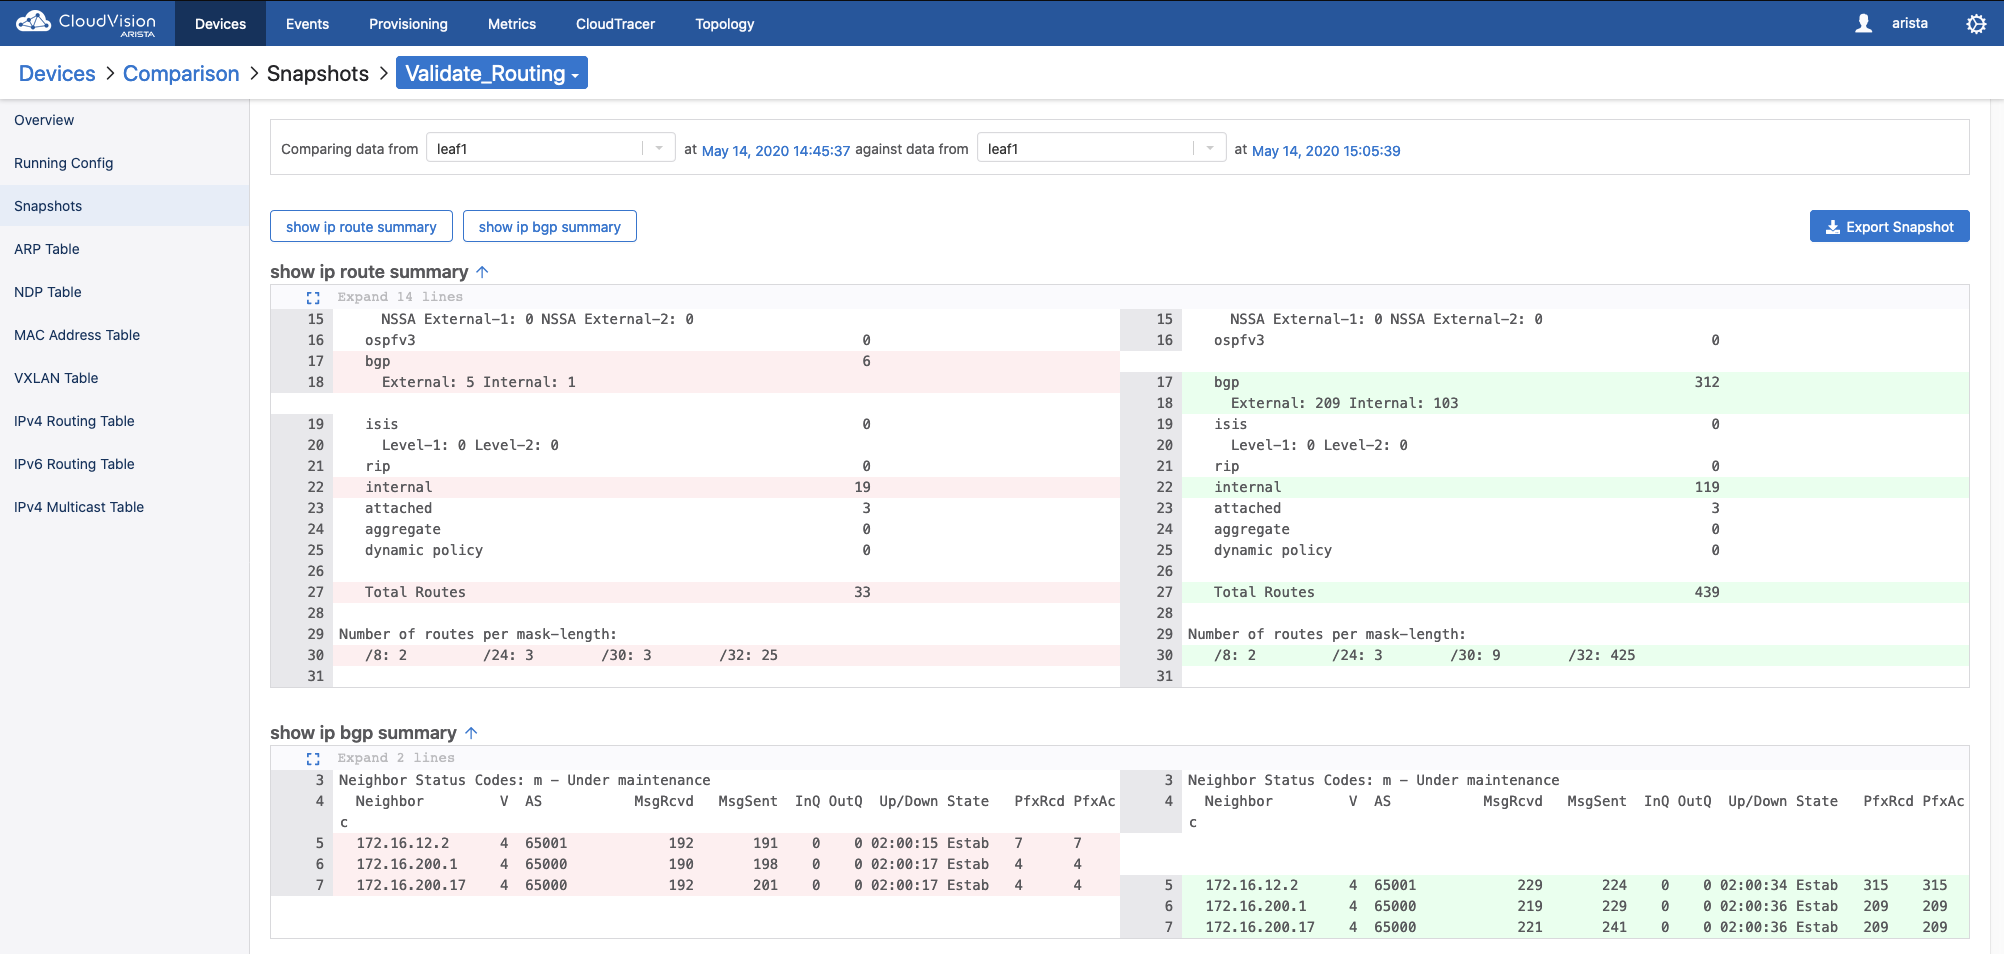 CloudVision
ARISTA
Devices Events Provisioning Metrics CloudTracer Topology arista
Devices > Comparison > Snapshots > Validate_Routing
Overview
Running Config
Snapshots
ARP Table
NDP Table
MAC Address Table
VXLAN Table
IPv4 Routing Table
IPv6 Routing Table
IPv4 Multicast Table
Comparing data from leaf1 at May 14, 2020 14:45:37 against data from leaf1 at May 14, 2020 15:05:39
show ip route summary show ip bgp summary Export Snapshot
show ip route summary ↑
Expand 14 lines
15 NSSA External-1: 0 NSSA External-2: 0
16 ospfv3 0
17 bgp 6
18 External: 5 Internal: 1
19 isis 0
20 Level-1: 0 Level-2: 0
21 rip 0
22 internal 19
23 attached 3
24 aggregate 0
25 dynamic policy 0
26
27 Total Routes 33
28
29 Number of routes per mask-length:
30 /8: 2 /24: 3 /30: 3 /32: 25
31
15 NSSA External-1: 0 NSSA External-2: 0
16 ospfv3 0
17 bgp 312
18 External: 209 Internal: 103
19 isis 0
20 Level-1: 0 Level-2: 0
21 rip 0
22 internal 119
23 attached 3
24 aggregate 0
25 dynamic policy 0
26
27 Total Routes 439
28
29 Number of routes per mask-length:
30 /8: 2 /24: 3 /30: 9 /32: 425
31
show ip bgp summary ↑
Expand 2 lines
3 Neighbor Status Codes: m - Under maintenance
4 Neighbor V AS MsgRcvd MsgSent InQ OutQ Up/Down State PfxRcd PfxAc
c
5 172.16.12.2 4 65001 192 191 0 0 02:00:15 Estab 7 7
6 172.16.200.1 4 65000 190 198 0 0 02:00:17 Estab 4 4
7 172.16.200.17 4 65000 192 201 0 0 02:00:17 Estab 4 4
3 Neighbor Status Codes: m - Under maintenance
4 Neighbor V AS MsgRcvd MsgSent InQ OutQ Up/Down State PfxRcd PfxAc
c
5 172.16.12.2 4 65001 229 224 0 0 02:00:34 Estab 315 315
6 172.16.200.1 4 65000 219 229 0 0 02:00:36 Estab 209 209
7 172.16.200.17 4 65000 221 241 0 0 02:00:36 Estab 209 209